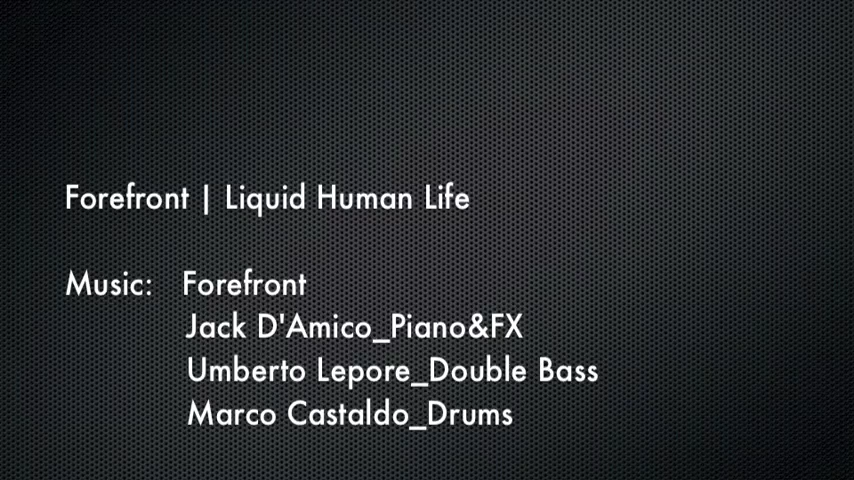 Forefront | Liquid Human Life
Music: Forefront
Jack D'Amico_Piano&FX
Umberto Lepore_Double Bass
Marco Castaldo_Drums